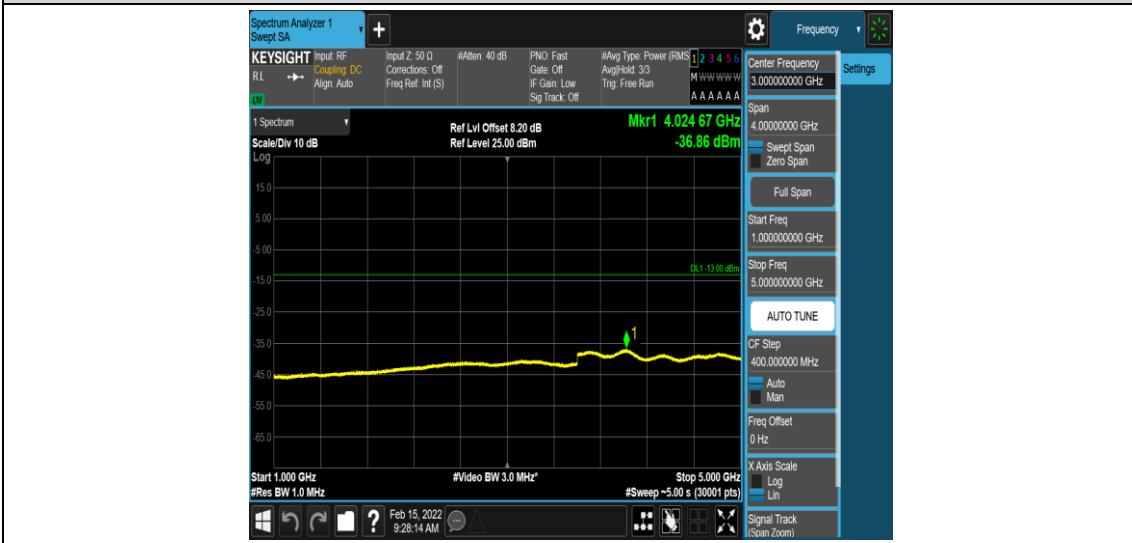 Spectrum Analyzer 1
Swept SA
+
Frequency
KEYSIGHT
Input: RF
Coupling: DC
Align: Auto
Input Z: 50 Ω
Corrections: Off
Freq Ref: Int (S)
#Atten: 40 dB
PNO: Fast
Gate: Off
IF Gain: Low
Sig Track: Off
#Avg Type: Power (RMS
Avg|Hold: 3/3
Trig: Free Run
1 2 3 4 5 6
M W W W W W
A A A A A A
RL
LXI
1 Spectrum
Scale/Div 10 dB
Log
Ref Lvl Offset 8.20 dB
Ref Level 25.00 dBm
Mkr1 4.024 67 GHz
-36.86 dBm
15.0
5.00
-5.00
DL1 -13.00 dBm
-15.0
-25.0
1
-35.0
-45.0
-55.0
-65.0
Start 1.000 GHz
#Res BW 1.0 MHz
#Video BW 3.0 MHz*
Stop 5.000 GHz
#Sweep ~5.00 s (30001 pts)
?
Feb 15, 2022
9:28:14 AM
Center Frequency
3.000000000 GHz
Settings
Span
4.00000000 GHz
Swept Span
Zero Span
Full Span
Start Freq
1.000000000 GHz
Stop Freq
5.000000000 GHz
AUTO TUNE
CF Step
400.000000 MHz
Auto
Man
Freq Offset
0 Hz
X Axis Scale
Log
Lin
Signal Track
(Span Zoom)